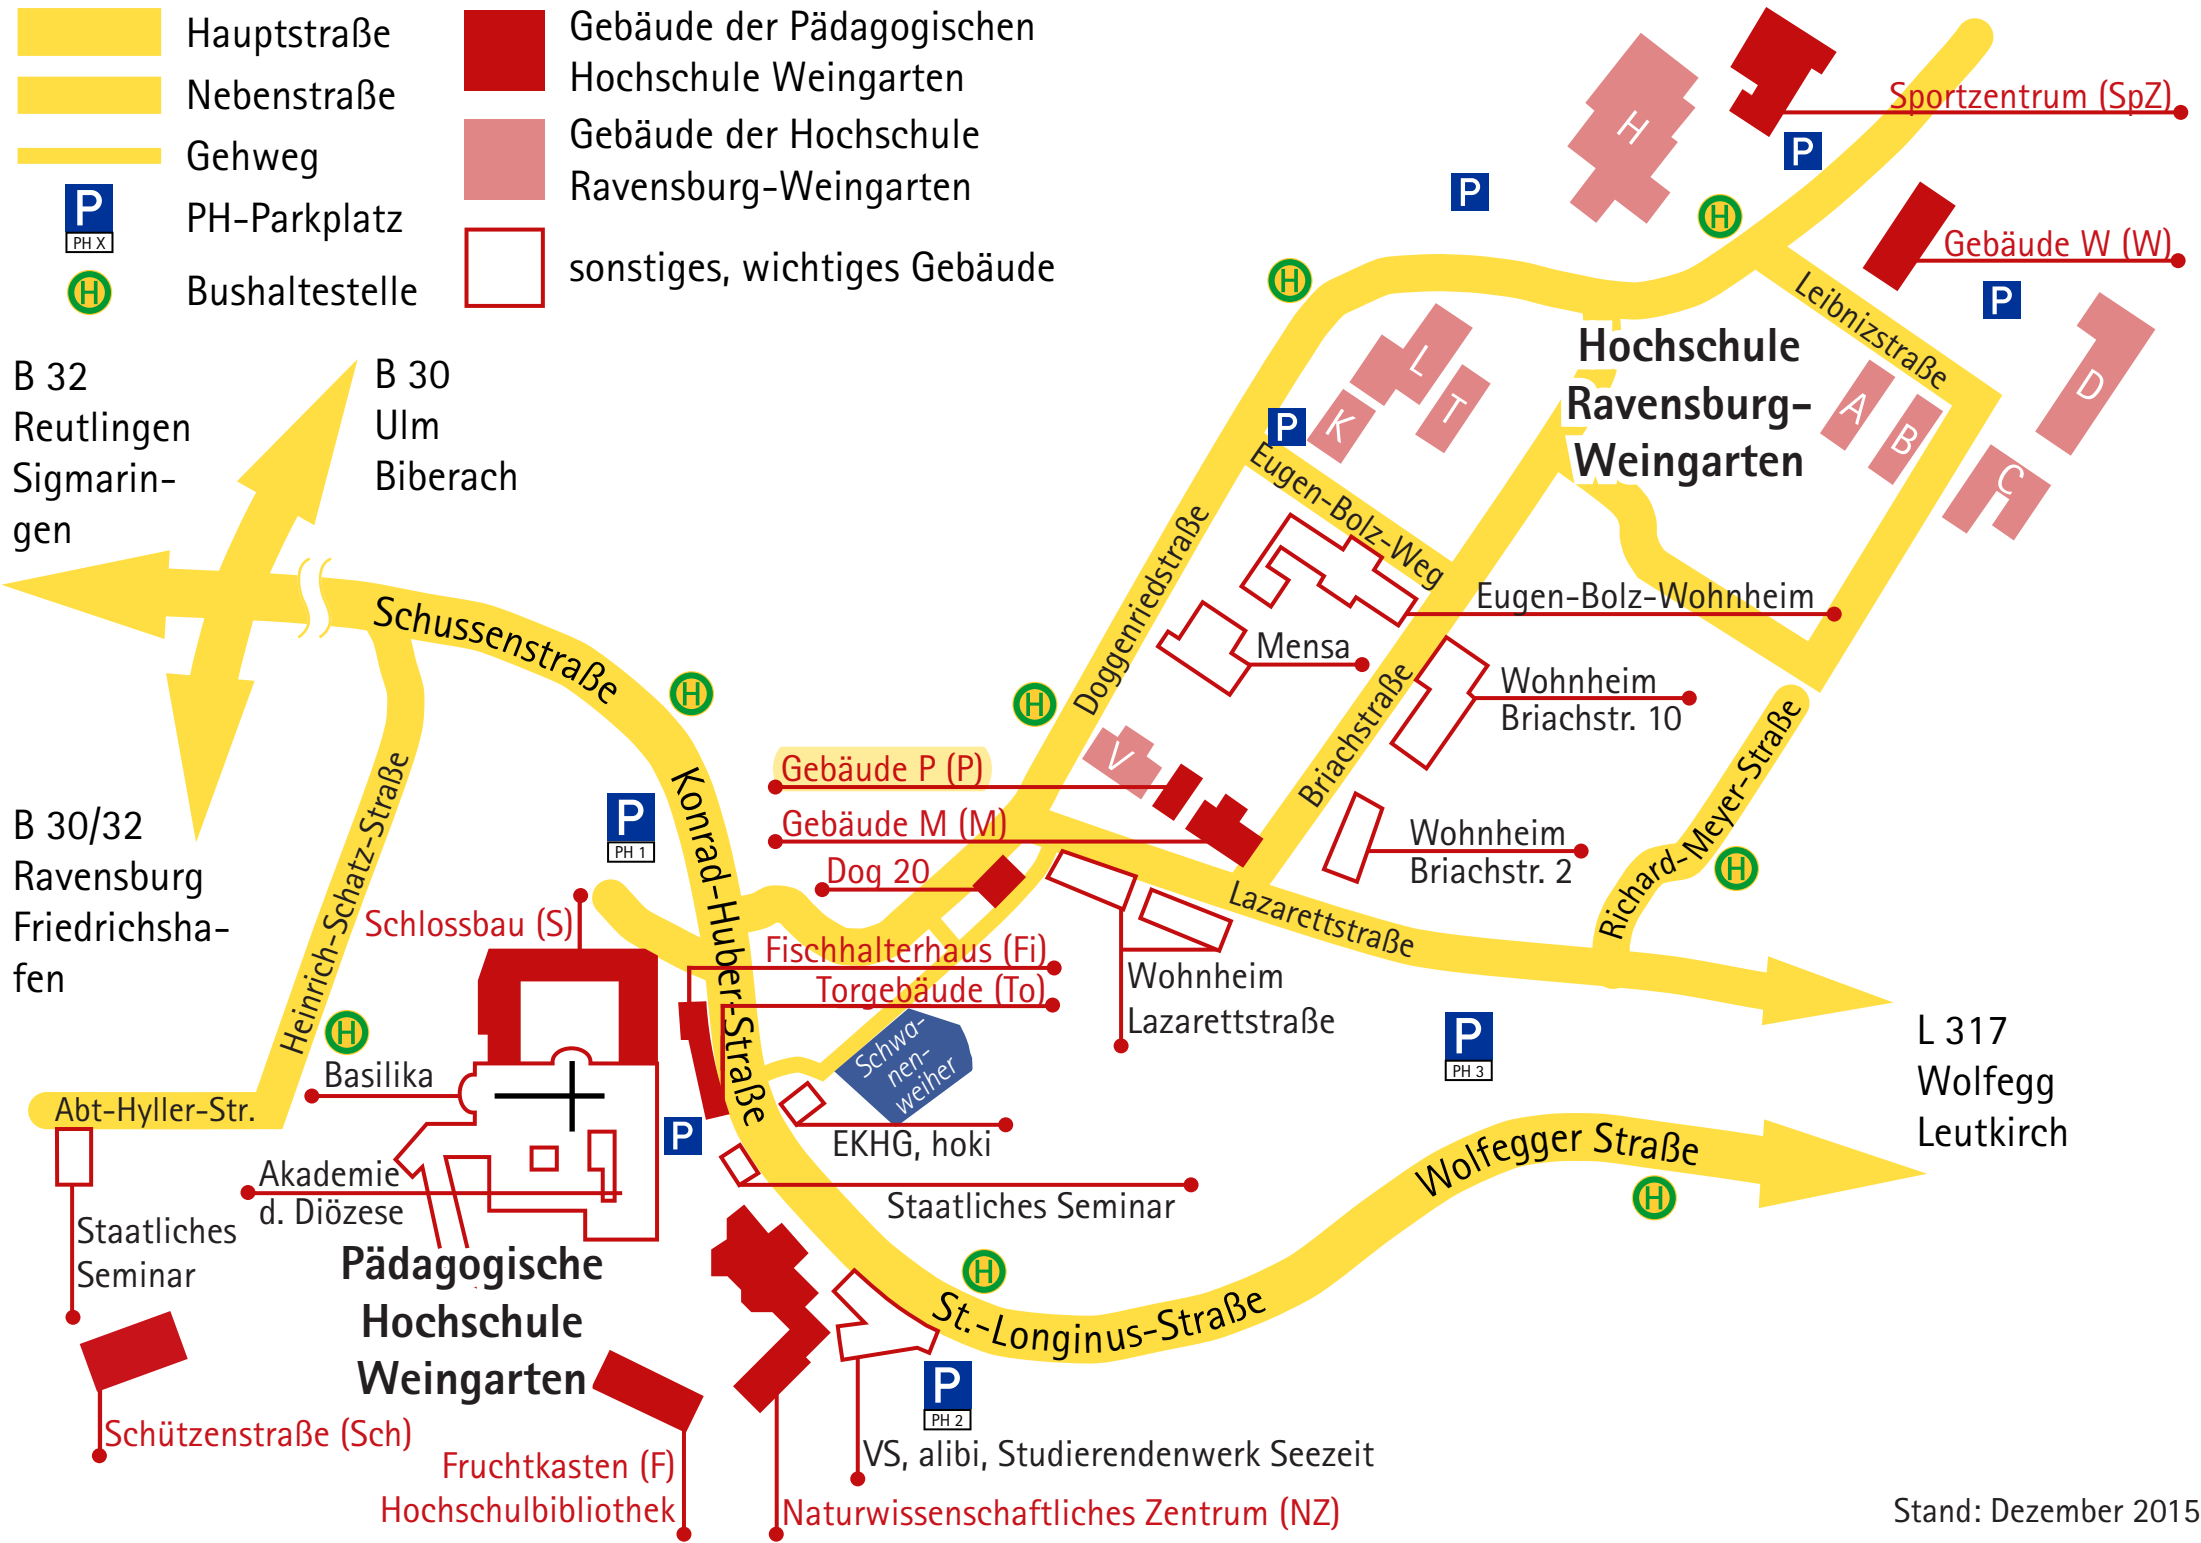 Hauptstraße
Nebenstraße
Gehweg
P
PH X
PH-Parkplatz
H
Bushaltestelle
Gebäude der Pädagogischen
Hochschule Weingarten
Gebäude der Hochschule
Ravensburg-Weingarten
sonstiges, wichtiges Gebäude
B 32
Reutlingen
Sigmarin-
gen
B 30
Ulm
Biberach
B 30/32
Ravensburg
Friedrichsha-
fen
H
Sportzentrum (SpZ)
P
P
H
Gebäude W (W)
P
H
Leibnizstraße
Hochschule
Ravensburg-
Weingarten
L
T
K
P
A
B
C
D
Eugen-Bolz-Weg
Doggenriedstraße
Eugen-Bolz-Wohnheim
Mensa
Briachstraße
Wohnheim
Briachstr. 10
Wohnheim
Briachstr. 2
Richard-Meyer-Straße
H
Schussenstraße
H
H
V
Gebäude P (P)
Gebäude M (M)
Dog 20
Konrad-Huber-Straße
P
PH 1
Heinrich-Schatz-Straße
Schlossbau (S)
Fischhalterhaus (Fi)
Torgebäude (To)
Lazarettstraße
Wohnheim
Lazarettstraße
P
PH 3
L 317
Wolfegg
Leutkirch
H
Basilika
Abt-Hyller-Str.
Schwa-
nen-
weiher
P
EKHG, hoki
Akademie
d. Diözese
Staatliches Seminar
Staatliches
Seminar
Wolfegger Straße
H
Pädagogische
Hochschule
Weingarten
H
St.-Longinus-Straße
P
PH 2
Schützenstraße (Sch)
Fruchtkasten (F)
Hochschulbibliothek
VS, alibi, Studierendenwerk Seezeit
Naturwissenschaftliches Zentrum (NZ)
Stand: Dezember 2015